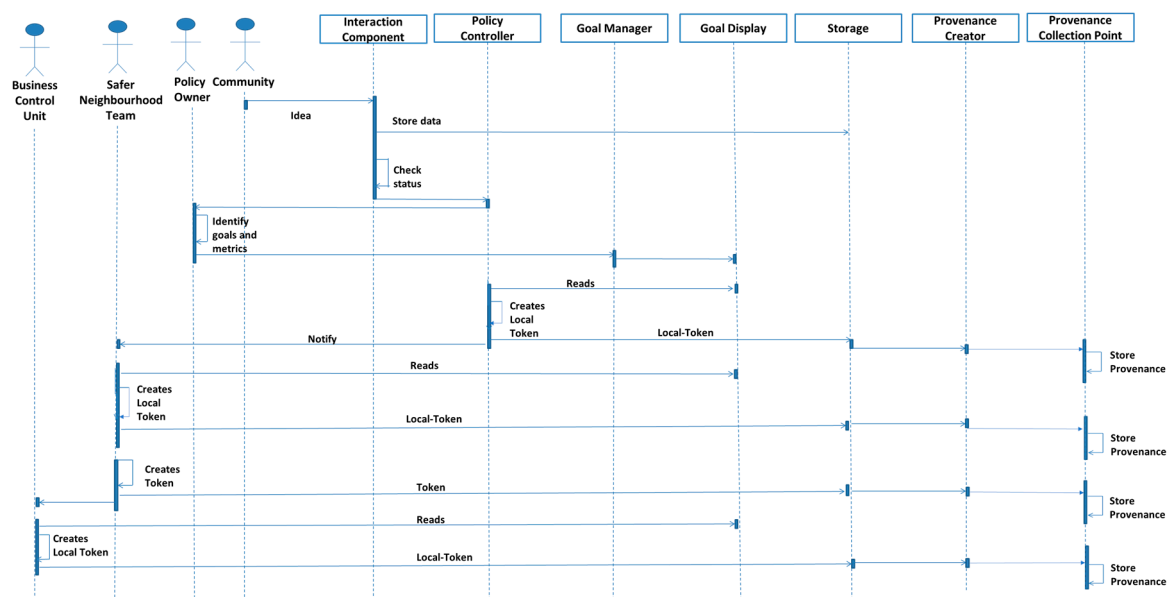 Business
Control
Unit
Safer
Neighbourhood
Team
Policy
Owner
Community
Interaction
Component
Policy
Controller
Goal Manager
Goal Display
Storage
Provenance
Creator
Provenance
Collection Point
Idea
Store data
Check
status
Identify
goals and
metrics
Reads
Creates
Local
Token
Notify
Local-Token
Store
Provenance
Reads
Creates
Local
Token
Local-Token
Store
Provenance
Creates
Token
Token
Store
Provenance
Reads
Creates
Local Token
Local-Token
Store
Provenance